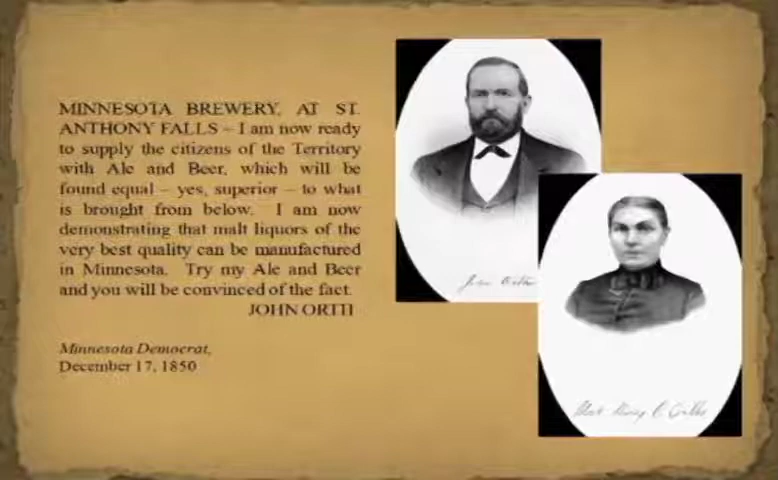 MINNESOTA BREWERY, AT ST.
ANTHONY FALLS – I am now ready
to supply the citizens of the Territory
with Ale and Beer, which will be
found equal – yes, superior – to what
is brought from below. I am now
demonstrating that malt liquors of the
very best quality can be manufactured
in Minnesota. Try my Ale and Beer
and you will be convinced of the fact.
JOHN ORTH
Minnesota Democrat,
December 17, 1850
John Orth
Mary C